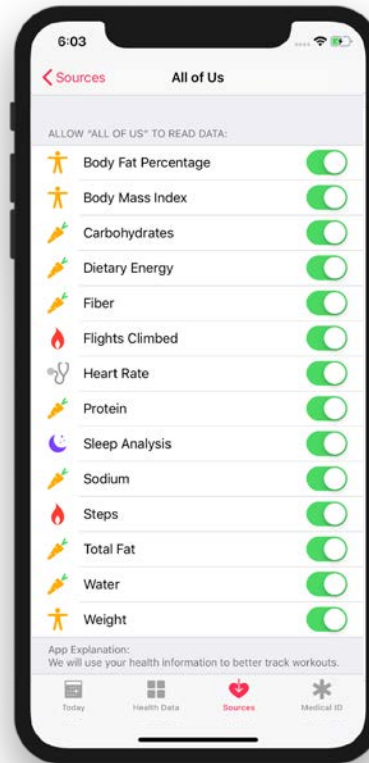 6:03
Sources
All of Us
ALLOW "ALL OF US" TO READ DATA:
Body Fat Percentage
Body Mass Index
Carbohydrates
Dietary Energy
Fiber
Flights Climbed
Heart Rate
Protein
Sleep Analysis
Sodium
Steps
Total Fat
Water
Weight
App Explanation:
We will use your health information to better track workouts.
Today
Health Data
Sources
Medical ID